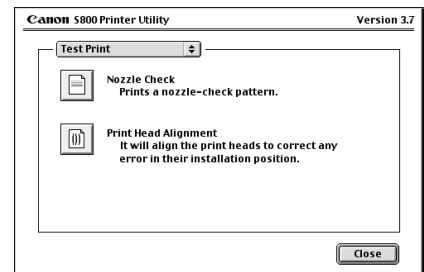 Canon S800 Printer Utility Version 3.7
Test Print
Nozzle Check
Prints a nozzle-check pattern.
Print Head Alignment
It will align the print heads to correct any
error in their installation position.
Close